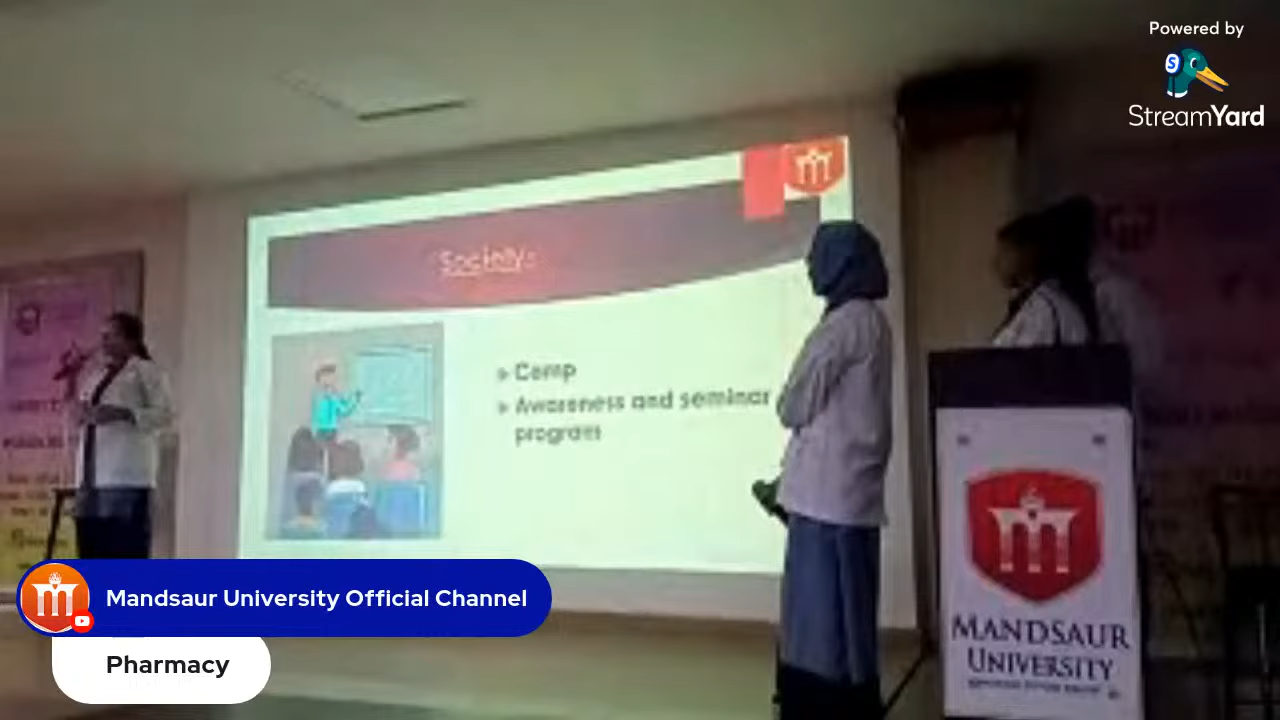 Powered by
StreamYard
Society:
Camp
Awareness and seminar
program
Mandsaur University Official Channel
Pharmacy
MANDSAUR
UNIVERSITY